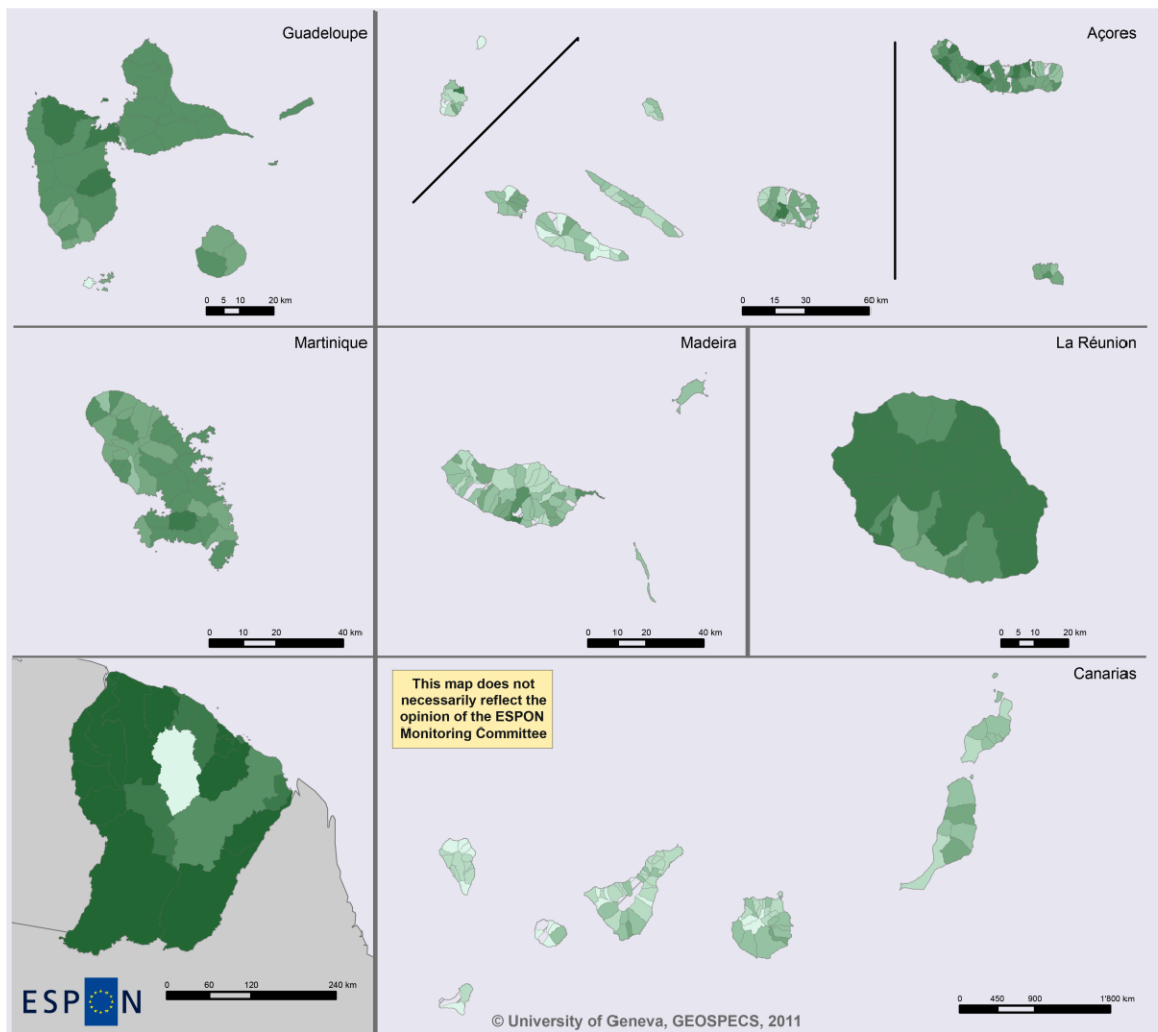 Guadeloupe
0 5 10 20 km
Açores
0 15 30 60 km
Martinique
0 10 20 40 km
Madeira
0 10 20 40 km
La Réunion
0 5 10 20 km
ESPON
0 60 120 240 km
This map does not
necessarily reflect the
opinion of the ESPON
Monitoring Committee
Canarias
0 450 900 1'800 km
© University of Geneva, GEOSPECS, 2011